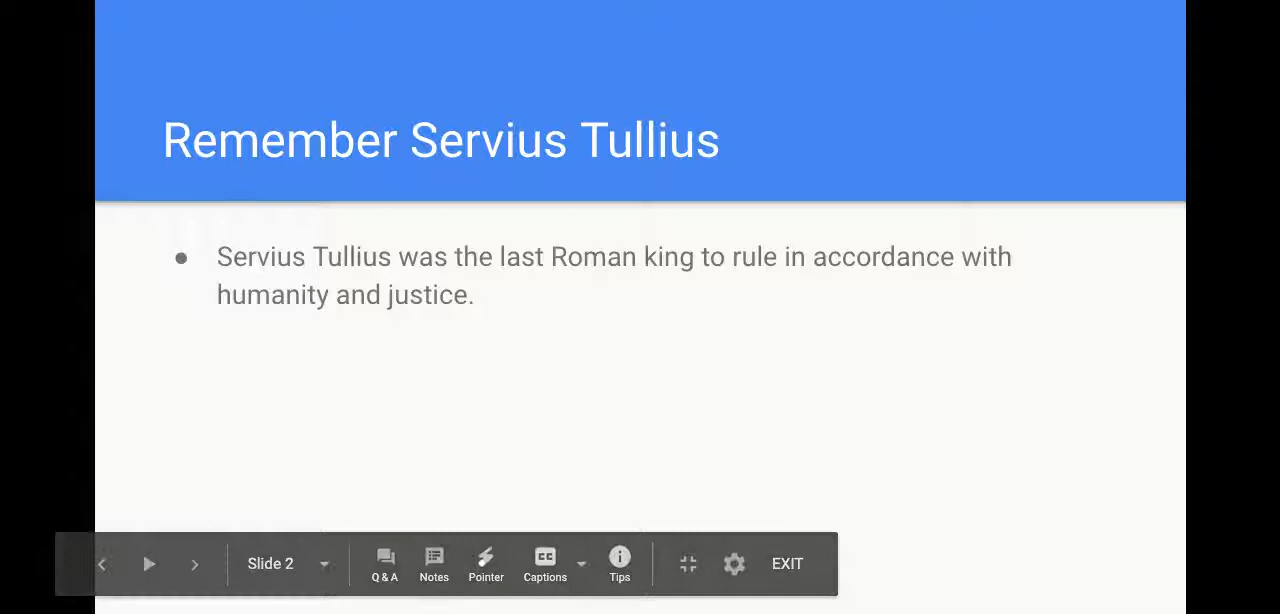 Remember Servius Tullius
● Servius Tullius was the last Roman king to rule in accordance with
humanity and justice.
Slide 2
Q & A
Notes
Pointer
CC
Captions
Tips
EXIT